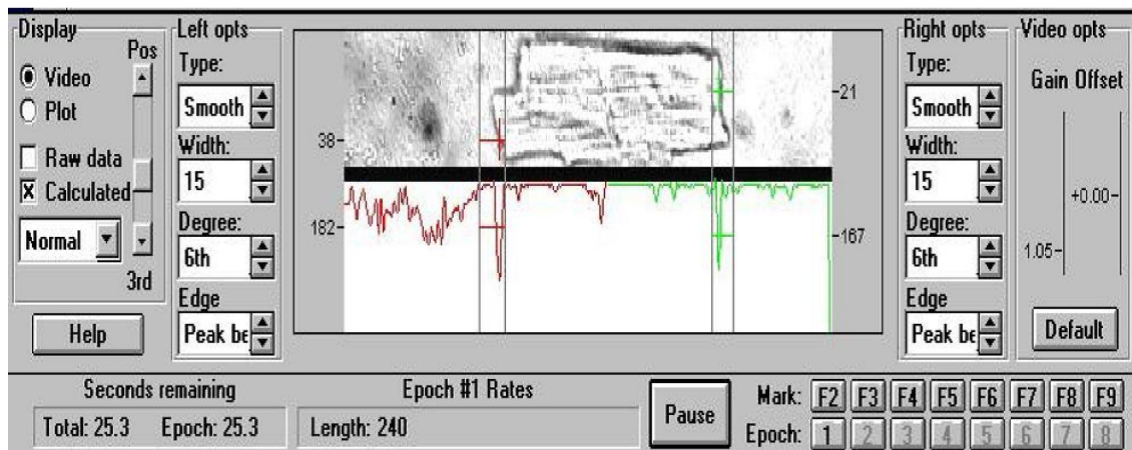 Display
Pos
Video
Plot
Raw data
Calculated
Normal
3rd
Help
Left opts
Type:
Smooth
Width:
15
Degree:
6th
Edge
Peak be
38-
182-
-21
-167
Right opts
Type:
Smooth
Width:
15
Degree:
6th
Edge
Peak be
Video opts
Gain Offset
+0.00-
1.05-
Default
Seconds remaining
Total: 25.3 Epoch: 25.3
Epoch #1 Rates
Length: 240
Pause
Mark: F2 F3 F4 F5 F6 F7 F8 F9
Epoch: 1 2 3 4 5 6 7 8